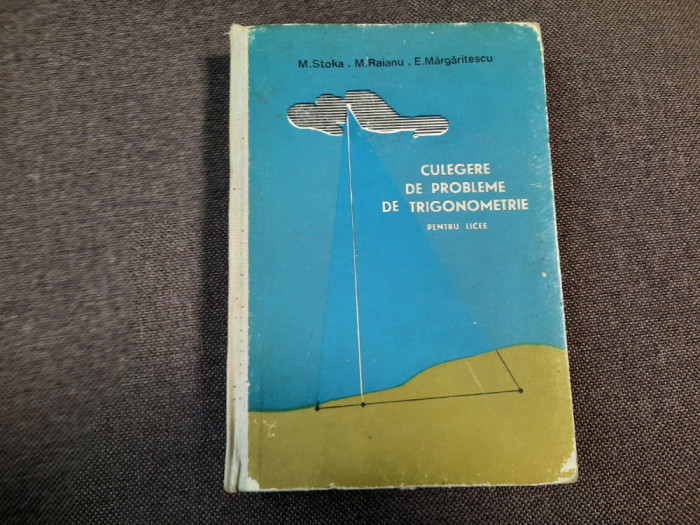 M.Stoka , M.Raianu , E.Mărgăritescu
CULEGERE
DE PROBLEME
DE TRIGONOMETRIE
PENTRU LICEE